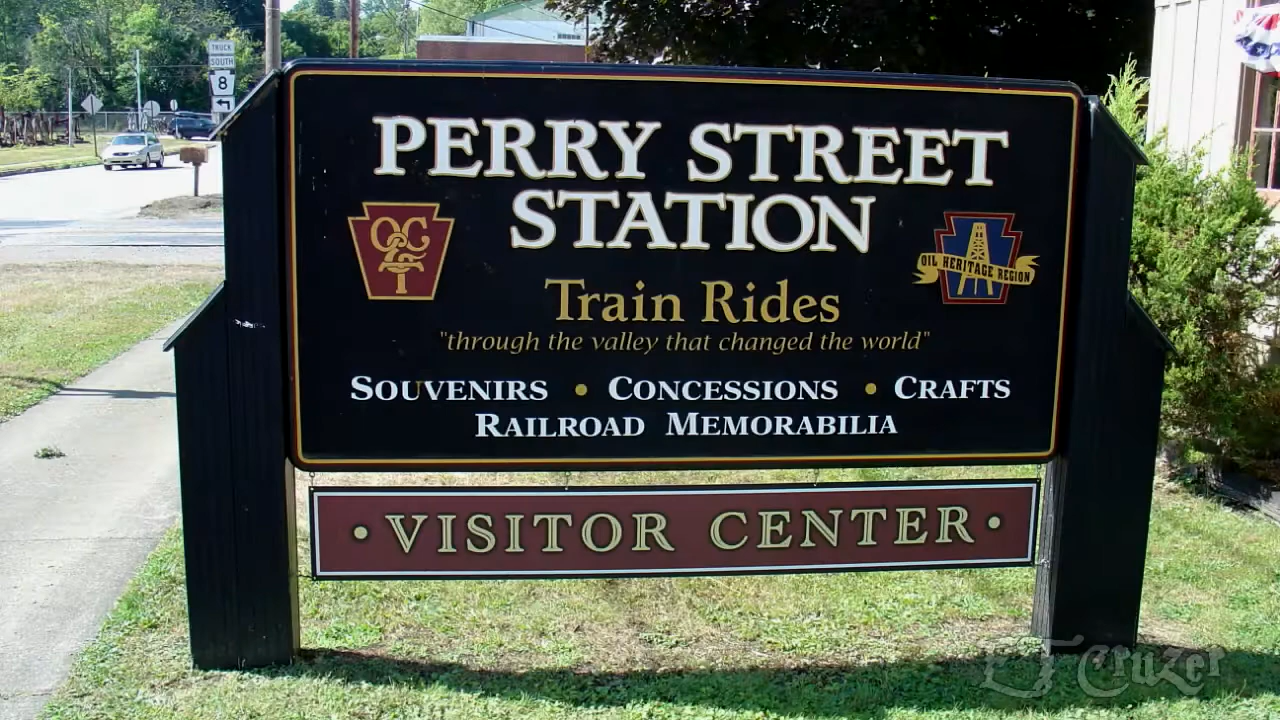 TRUCK
SOUTH
8
PERRY STREET
STATION
OC&T
OIL HERITAGE REGION
Train Rides
"through the valley that changed the world"
SOUVENIRS • CONCESSIONS • CRAFTS
RAILROAD MEMORABILIA
• VISITOR CENTER •
Cruzer